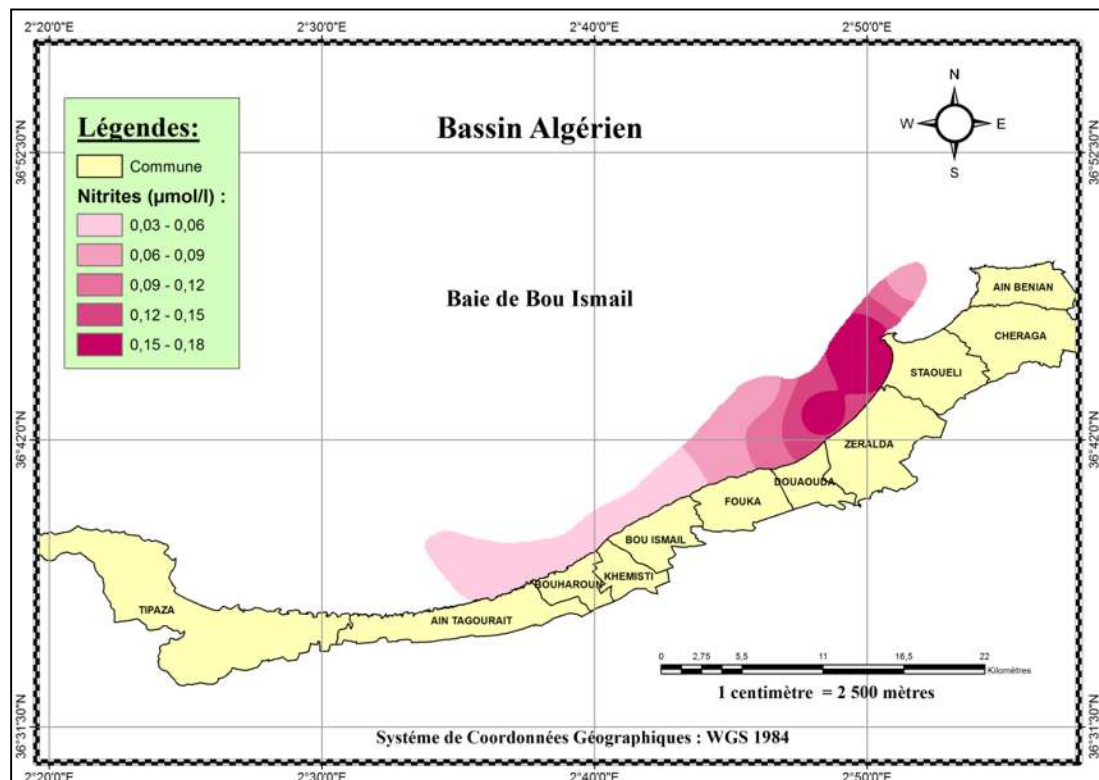 2°20'0"E 2°30'0"E 2°40'0"E 2°50'0"E
36°52'30"N 36°52'30"N
36°42'0"N 36°42'0"N
36°31'30"N 36°31'30"N
Légendes:
Commune
Nitrites (µmol/l) :
0,03 - 0,06
0,06 - 0,09
0,09 - 0,12
0,12 - 0,15
0,15 - 0,18
Bassin Algérien
N
W E
S
Baie de Bou Ismail
AIN BENIAN
CHERAGA
STAOUELI
ZERALDA
DOUAOUDA
FOUKA
BOU ISMAIL
KHEMISTI
BOUHAROUN
AIN TAGOURAIT
TIPAZA
0 2,75 5,5 11 16,5 22
Kilomètres
1 centimètre = 2 500 mètres
Systéme de Coordonnées Géographiques : WGS 1984
2°20'0"E 2°30'0"E 2°40'0"E 2°50'0"E